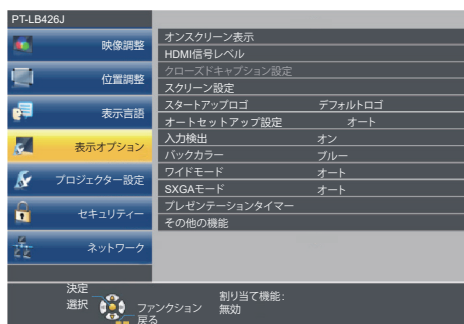 PT-LB426J
映像調整
位置調整
表示言語
表示オプション
プロジェクター設定
セキュリティー
ネットワーク
オンスクリーン表示
HDMI信号レベル
クローズドキャプション設定
スクリーン設定
スタートアップロゴ デフォルトロゴ
オートセットアップ設定 オート
入力検出 オン
バックカラー ブルー
ワイドモード オート
SXGAモード オート
プレゼンテーションタイマー
その他の機能
決定
選択
ファンクション
戻る
割り当て機能:
無効